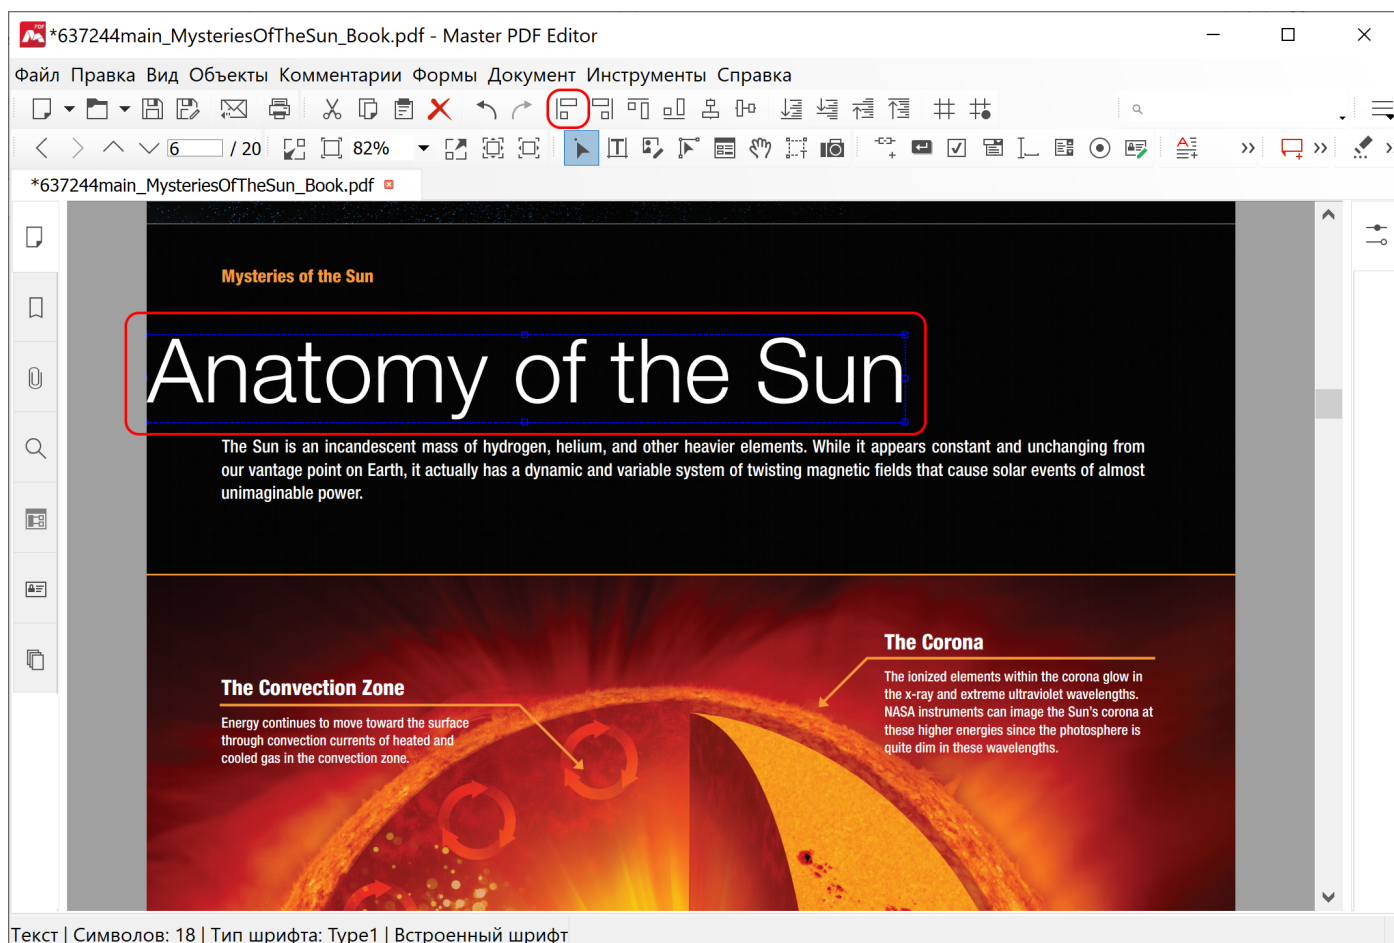 *637244main_MysteriesOfTheSun_Book.pdf - Master PDF Editor
Файл Правка Вид Объекты Комментарии Формы Документ Инструменты Справка
6 / 20 82%
*637244main_MysteriesOfTheSun_Book.pdf
Mysteries of the Sun
Anatomy of the Sun
The Sun is an incandescent mass of hydrogen, helium, and other heavier elements. While it appears constant and unchanging from
our vantage point on Earth, it actually has a dynamic and variable system of twisting magnetic fields that cause solar events of almost
unimaginable power.
The Corona
The ionized elements within the corona glow in
the x-ray and extreme ultraviolet wavelengths.
NASA instruments can image the Sun's corona at
these higher energies since the photosphere is
quite dim in these wavelengths.
The Convection Zone
Energy continues to move toward the surface
through convection currents of heated and
cooled gas in the convection zone.
Текст | Символов: 18 | Тип шрифта: Type1 | Встроенный шрифт